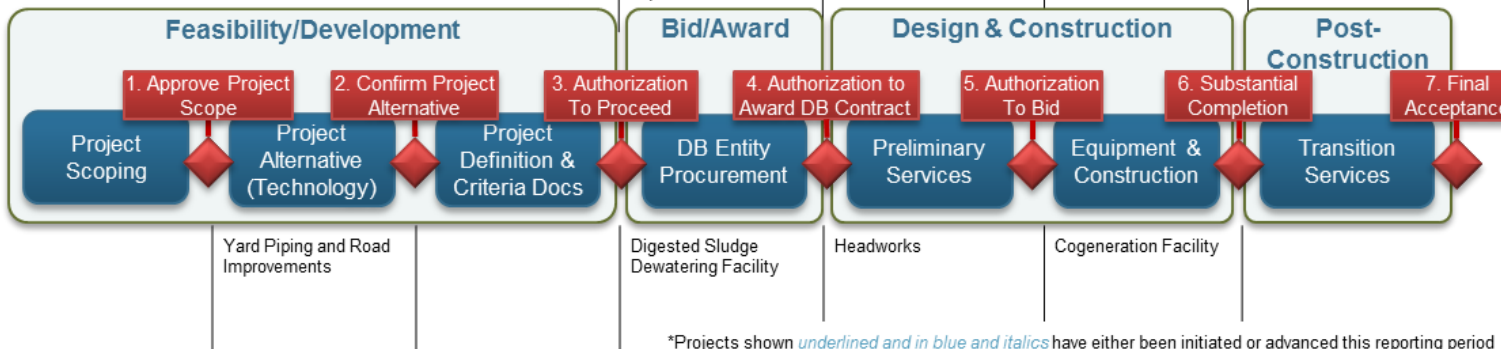 Feasibility/Development
Bid/Award
Design & Construction
Post-
Construction
1. Approve Project
Scope
2. Confirm Project
Alternative
3. Authorization
To Proceed
4. Authorization to
Award DB Contract
5. Authorization
To Bid
6. Substantial
Completion
7. Final
Acceptance
Project
Scoping
Project
Alternative
(Technology)
Project
Definition &
Criteria Docs
DB Entity
Procurement
Preliminary
Services
Equipment &
Construction
Transition
Services
Yard Piping and Road
Improvements
Digested Sludge
Dewatering Facility
Headworks
Cogeneration Facility
*Projects shown underlined and in blue and italics have either been initiated or advanced this reporting period